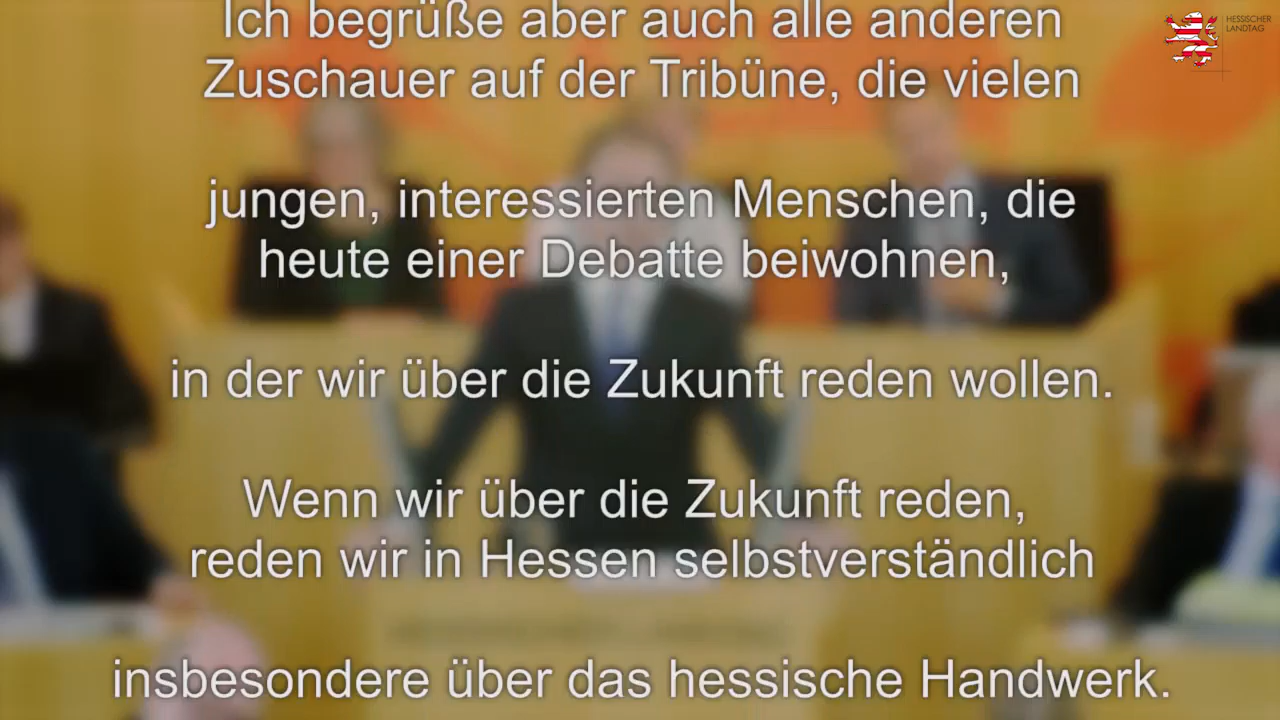 Ich begrüße aber auch alle anderen
HESSISCHER
LANDTAG
Zuschauer auf der Tribüne, die vielen
jungen, interessierten Menschen, die
heute einer Debatte beiwohnen,
in der wir über die Zukunft reden wollen.
Wenn wir über die Zukunft reden,
reden wir in Hessen selbstverständlich
insbesondere über das hessische Handwerk.